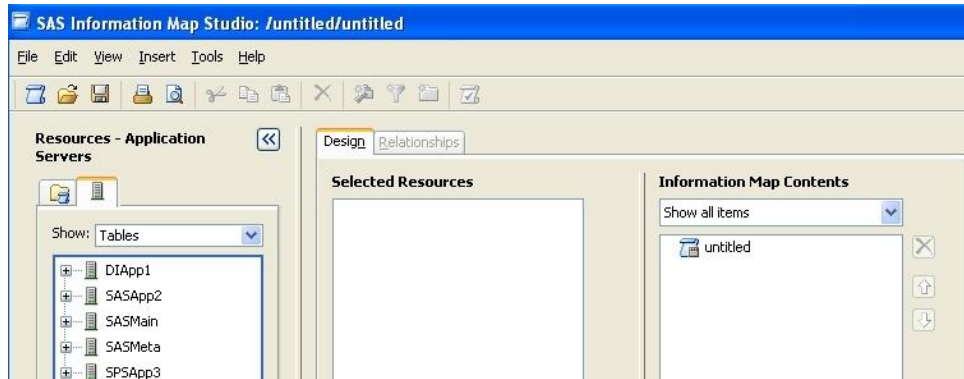 SAS Information Map Studio: /untitled/untitled
File Edit View Insert Tools Help
Resources - Application
Servers
Show: Tables
DIApp1
SASApp2
SASMain
SASMeta
SPSApp3
Design Relationships
Selected Resources
Information Map Contents
Show all items
untitled